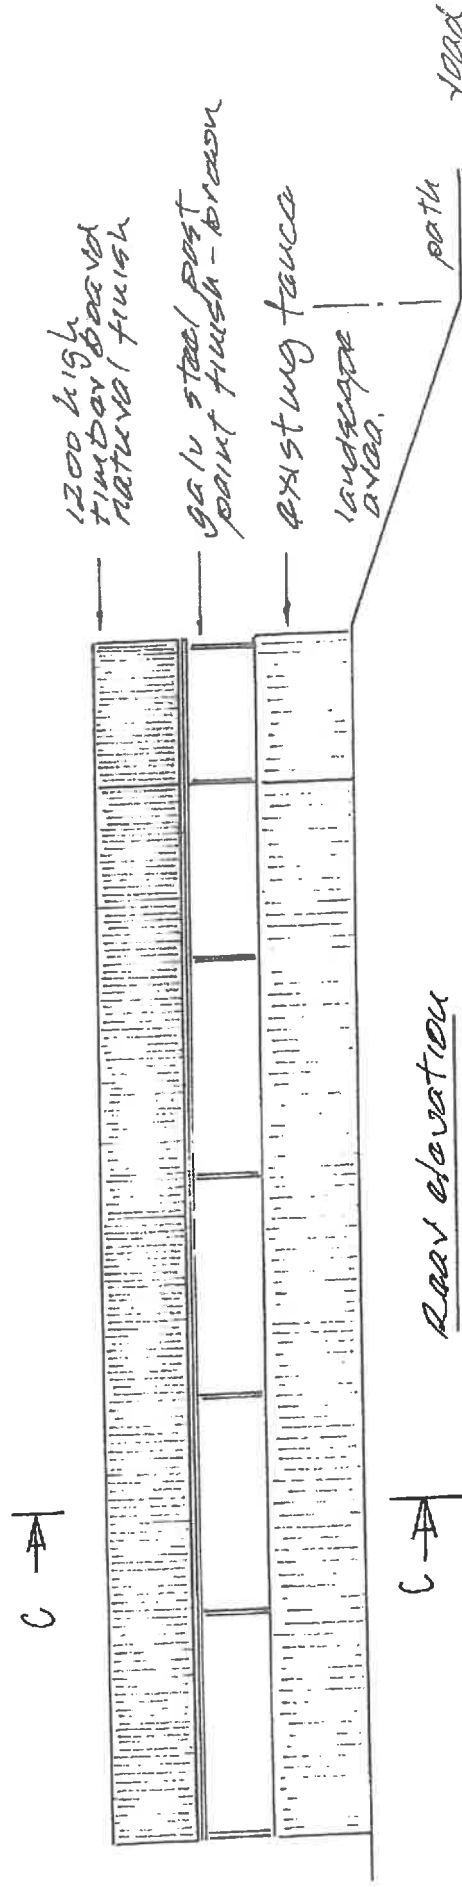 1200 high
timber board
natural finish
galv steel post
paint finish - brown
existing fence
landscape
area.
path
road
C
C
Rear elevation